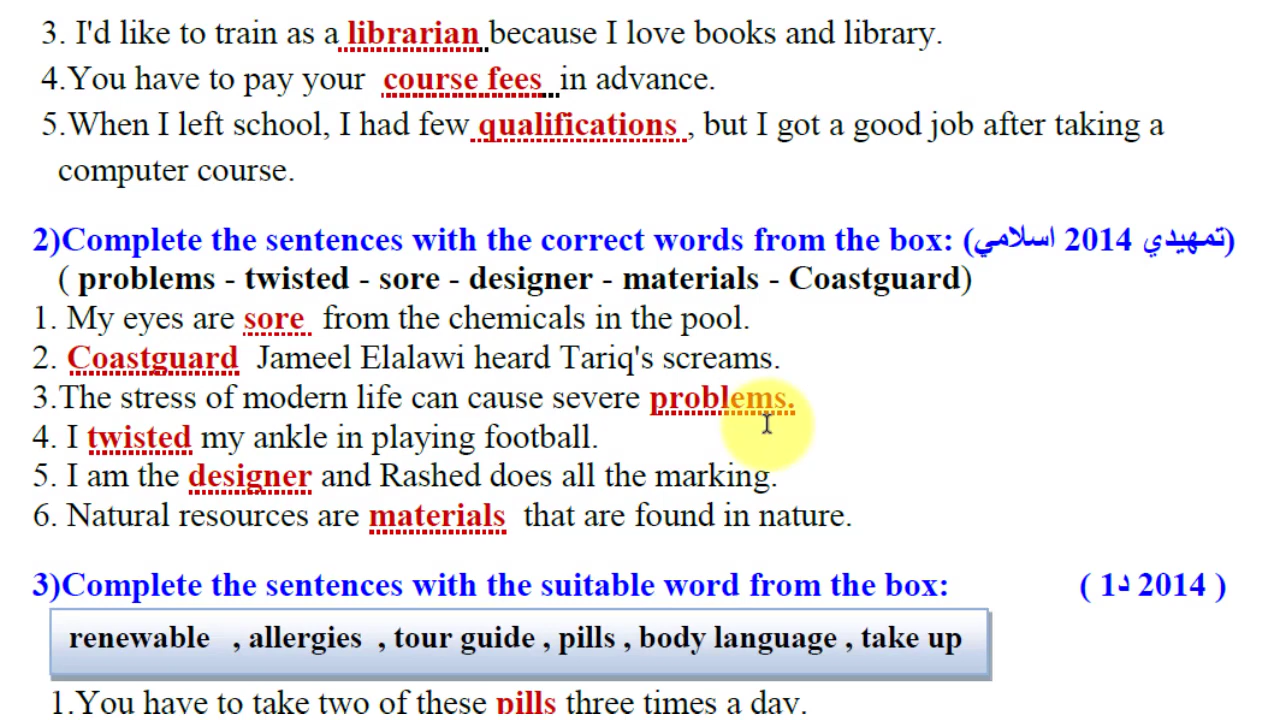 3. I'd like to train as a librarian because I love books and library.
4.You have to pay your course fees in advance.
5.When I left school, I had few qualifications , but I got a good job after taking a
computer course.
2)Complete the sentences with the correct words from the box: (تمهيدي 2014 اسلامي)
( problems - twisted - sore - designer - materials - Coastguard)
1. My eyes are sore from the chemicals in the pool.
2. Coastguard Jameel Elalawi heard Tariq's screams.
3.The stress of modern life can cause severe problems.
4. I twisted my ankle in playing football.
5. I am the designer and Rashed does all the marking.
6. Natural resources are materials that are found in nature.
3)Complete the sentences with the suitable word from the box: ( 2014 د1 )
renewable , allergies , tour guide , pills , body language , take up
1.You have to take two of these pills three times a day.